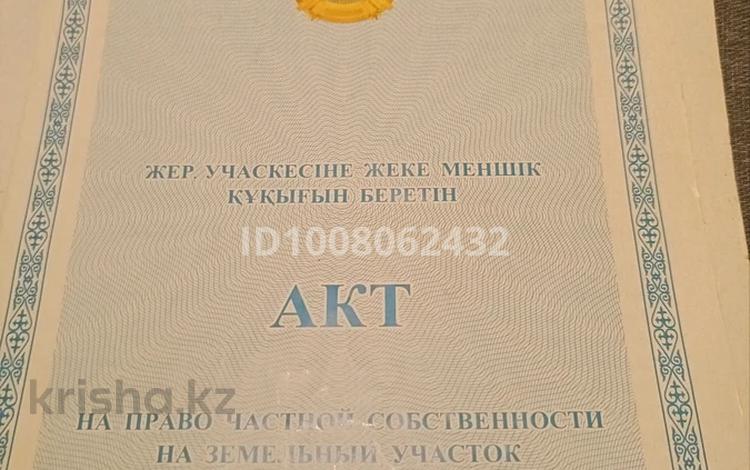 ЖЕР УЧАСКЕСІНЕ ЖЕКЕ МЕНШІК
ҚҰҚЫҒЫН БЕРЕТІН
ID1008062432
АКТ
krisha.kz
НА ПРАВО ЧАСТНОЙ СОБСТВЕННОСТИ
НА ЗЕМЕЛЬНЫЙ УЧАСТОК